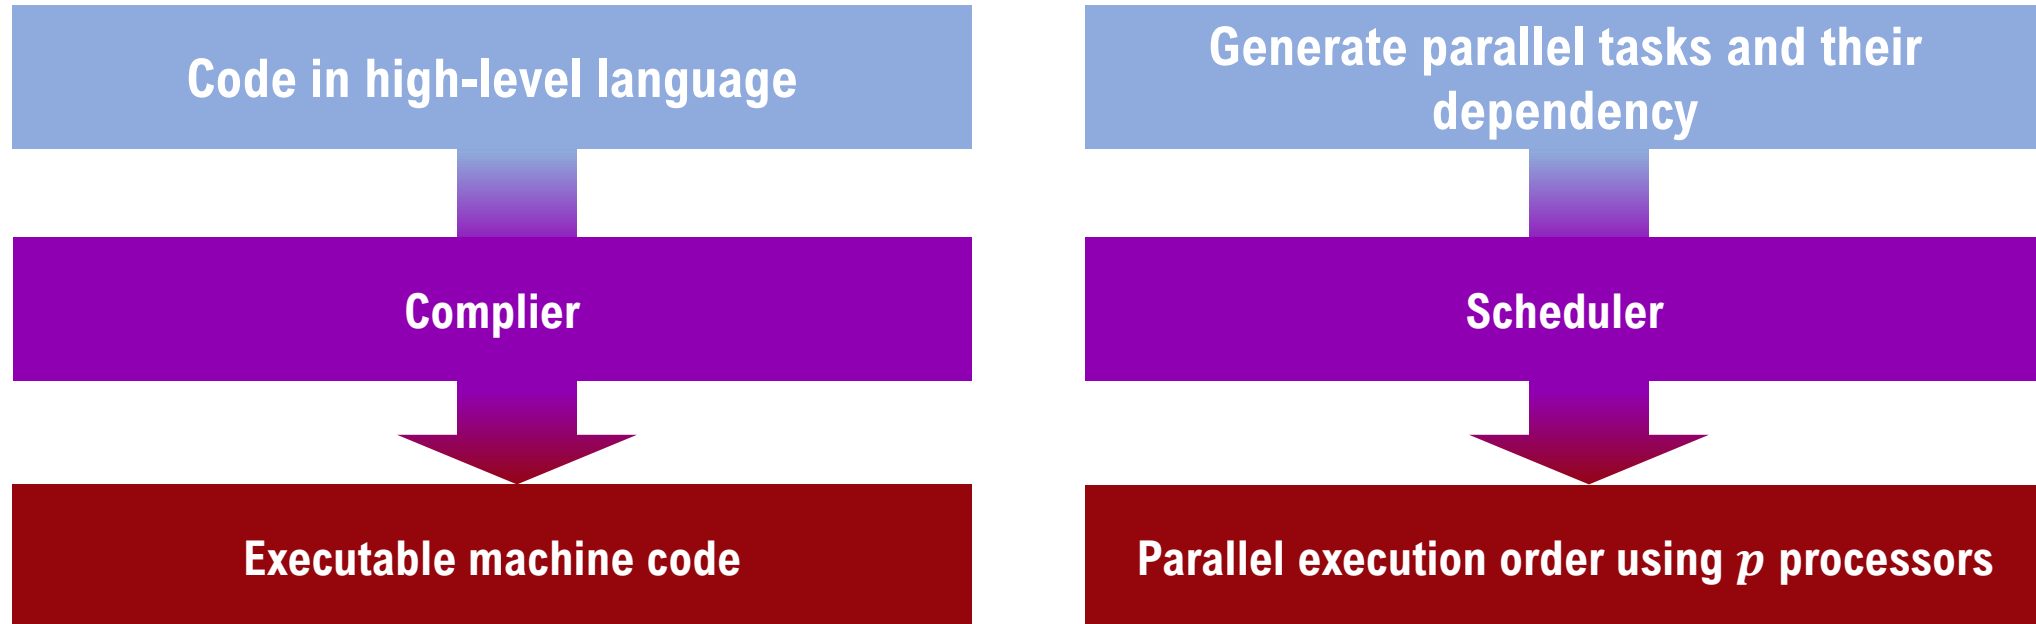 Code in high-level language
Complier
Executable machine code
Generate parallel tasks and their
dependency
Scheduler
Parallel execution order using p processors